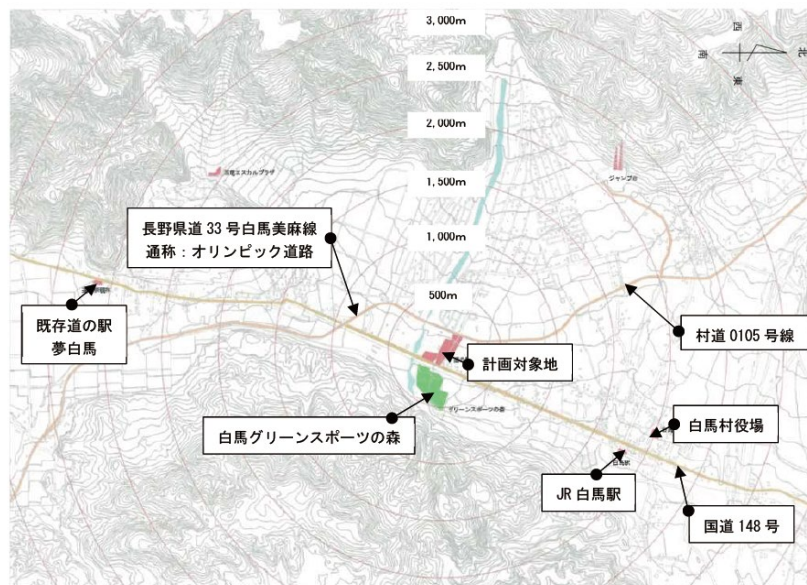 3,000m
西
南
北
東
2,500m
2,000m
ジャンプ台
1,500m
長野県道 33 号白馬美麻線
通称：オリンピック道路
1,000m
500m
既存道の駅
夢白馬
村道 0105 号線
計画対象地
グリーンスポーツの森
白馬グリーンスポーツの森
白馬村役場
白馬駅
JR 白馬駅
国道 148 号